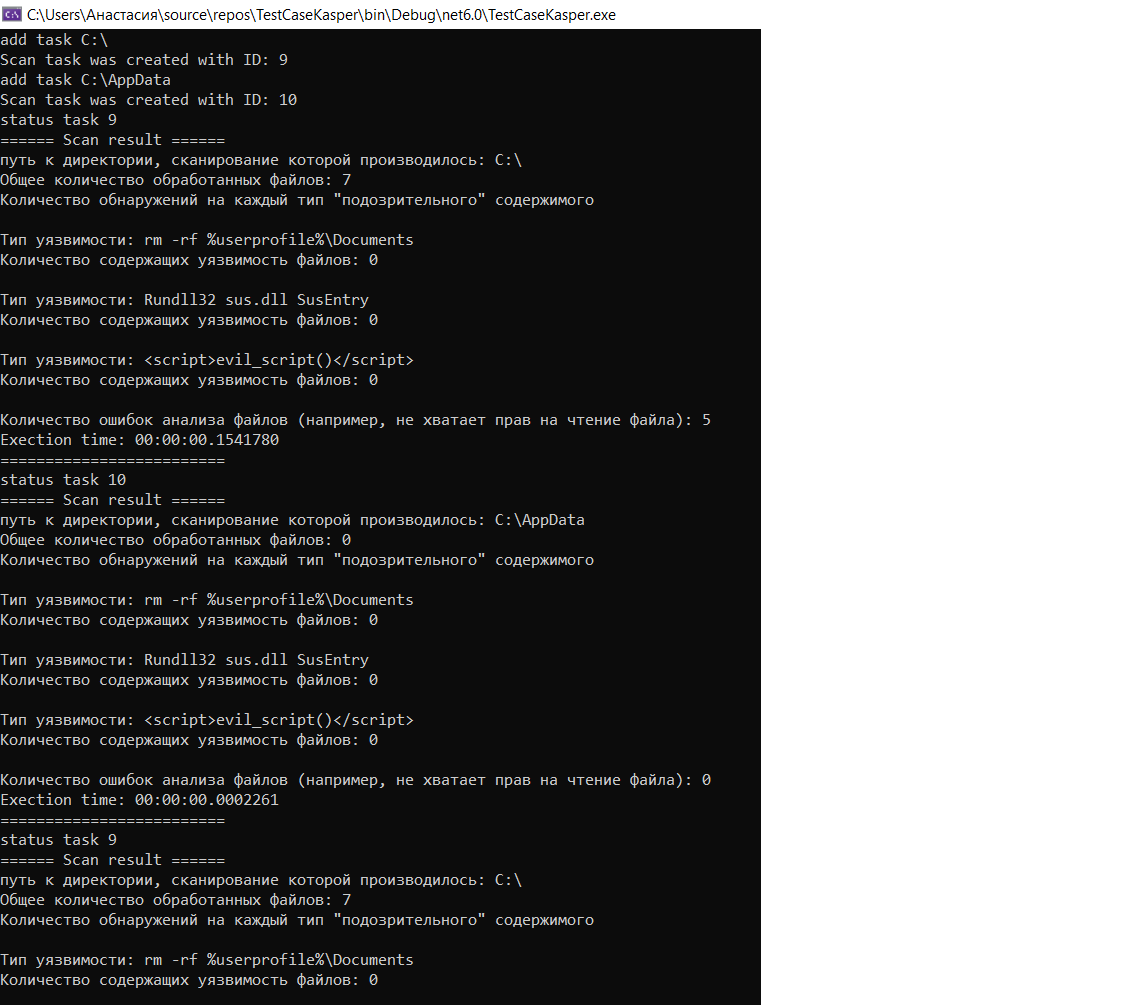 C:\Users\Анастасия\source\repos\TestCaseKasper\bin\Debug\net6.0\TestCaseKasper.exe
add task C:\
Scan task was created with ID: 9
add task C:\AppData
Scan task was created with ID: 10
status task 9
====== Scan result ======
путь к директории, сканирование которой производилось: C:\
Общее количество обработанных файлов: 7
Количество обнаружений на каждый тип "подозрительного" содержимого
Тип уязвимости: rm -rf %userprofile%\Documents
Количество содержащих уязвимость файлов: 0
Тип уязвимости: Rundll32 sus.dll SusEntry
Количество содержащих уязвимость файлов: 0
Тип уязвимости: <script>evil_script()</script>
Количество содержащих уязвимость файлов: 0
Количество ошибок анализа файлов (например, не хватает прав на чтение файла): 5
Exection time: 00:00:00.1541780
=========================
status task 10
====== Scan result ======
путь к директории, сканирование которой производилось: C:\AppData
Общее количество обработанных файлов: 0
Количество обнаружений на каждый тип "подозрительного" содержимого
Тип уязвимости: rm -rf %userprofile%\Documents
Количество содержащих уязвимость файлов: 0
Тип уязвимости: Rundll32 sus.dll SusEntry
Количество содержащих уязвимость файлов: 0
Тип уязвимости: <script>evil_script()</script>
Количество содержащих уязвимость файлов: 0
Количество ошибок анализа файлов (например, не хватает прав на чтение файла): 0
Exection time: 00:00:00.0002261
=========================
status task 9
====== Scan result ======
путь к директории, сканирование которой производилось: C:\
Общее количество обработанных файлов: 7
Количество обнаружений на каждый тип "подозрительного" содержимого
Тип уязвимости: rm -rf %userprofile%\Documents
Количество содержащих уязвимость файлов: 0